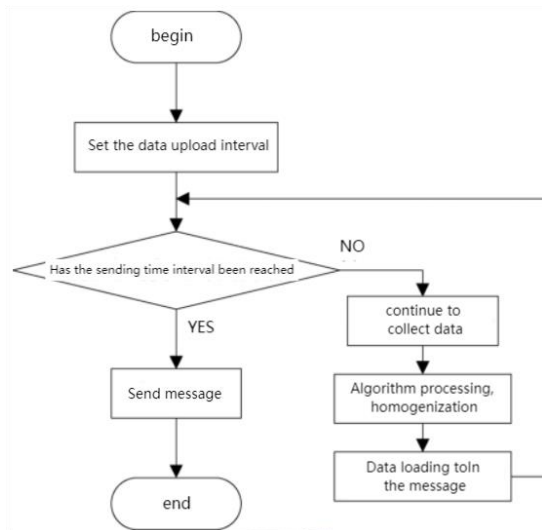 begin
Set the data upload interval
Has the sending time interval been reached
NO
YES
continue to
collect data
Send message
Algorithm processing,
homogenization
Data loading toIn
the message
end